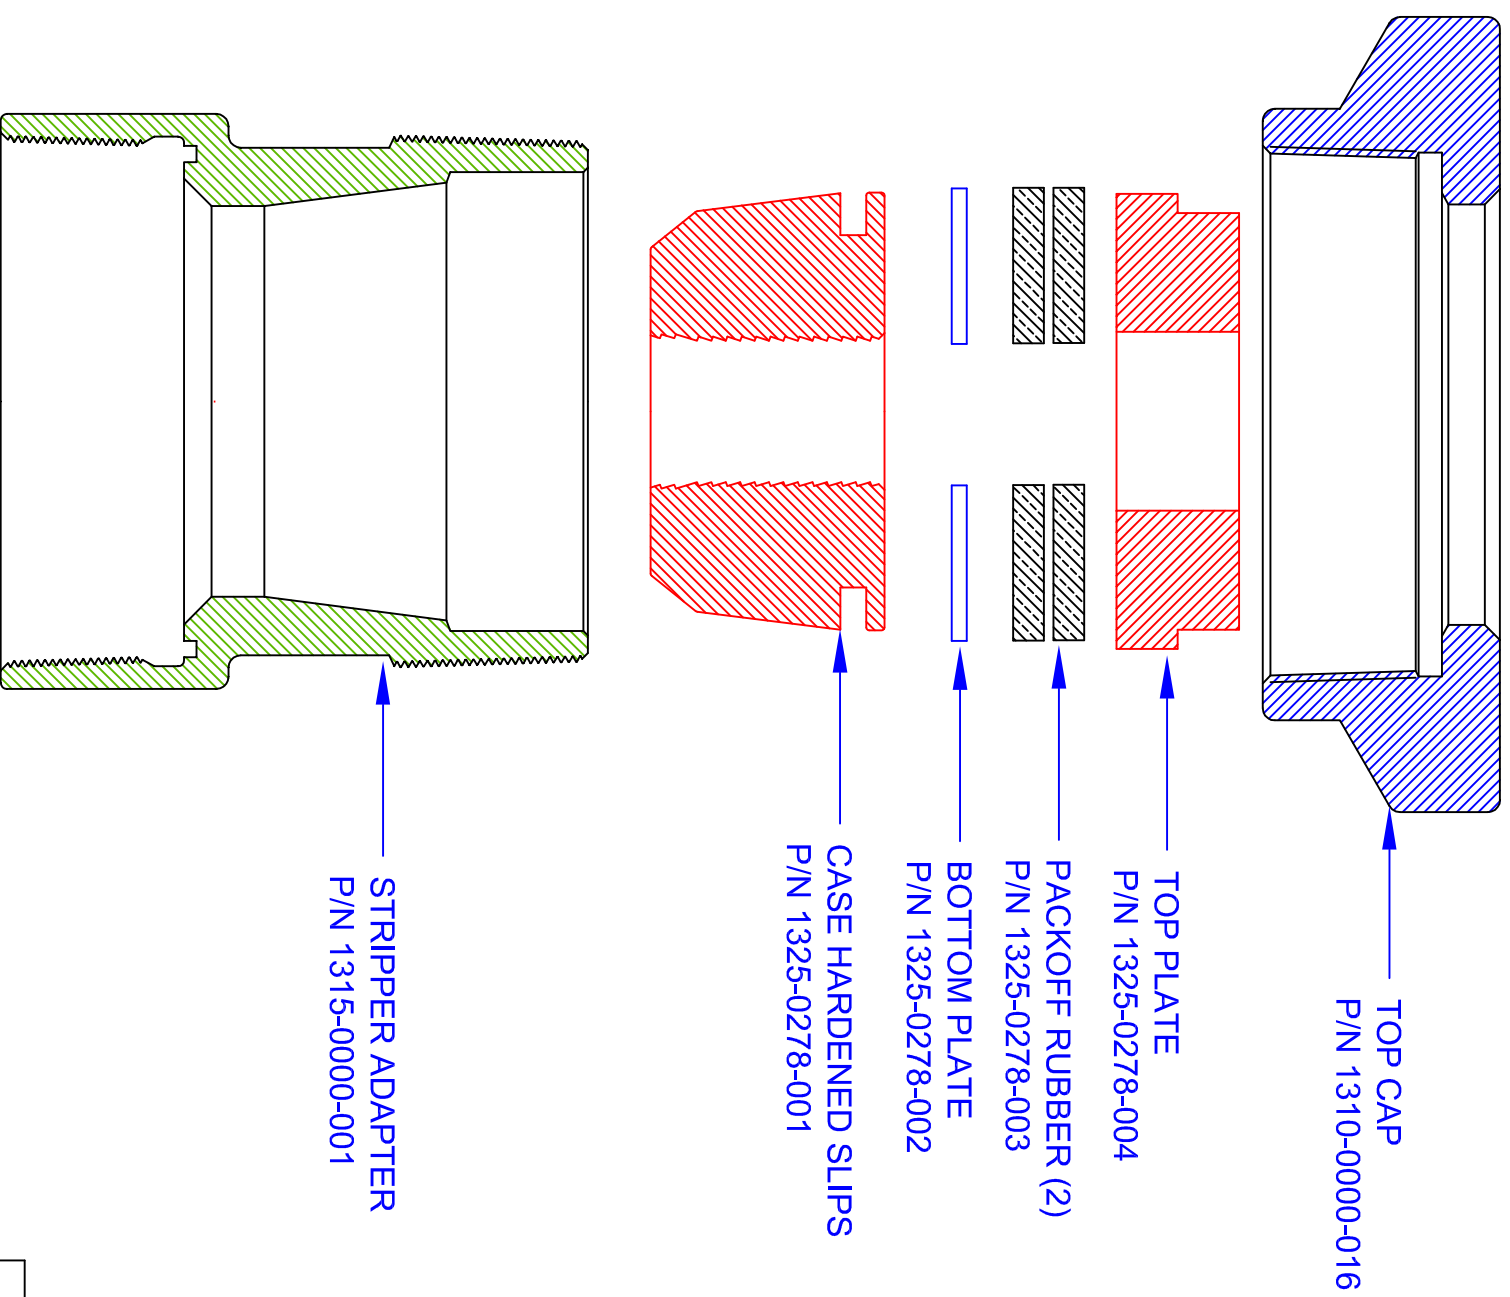 TOP CAP
P/N 1310-0000-016
TOP PLATE
P/N 1325-0278-004
PACKOFF RUBBER (2)
P/N 1325-0278-003
BOTTOM PLATE
P/N 1325-0278-002
CASE HARDENED SLIPS
P/N 1325-0278-001
STRIPPER ADAPTER
P/N 1315-0000-001